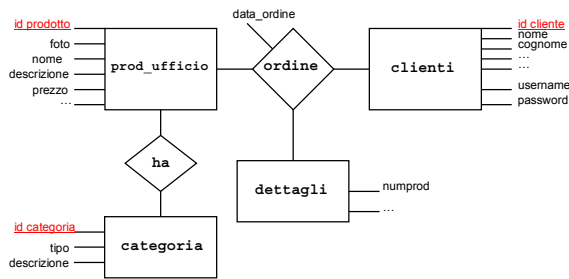 data_ordine
id prodotto
foto
nome
descrizione
prezzo
…
prod_ufficio
ordine
clienti
id cliente
nome
cognome
…
…
username
password
ha
dettagli
numprod
…
id categoria
tipo
descrizione
categoria